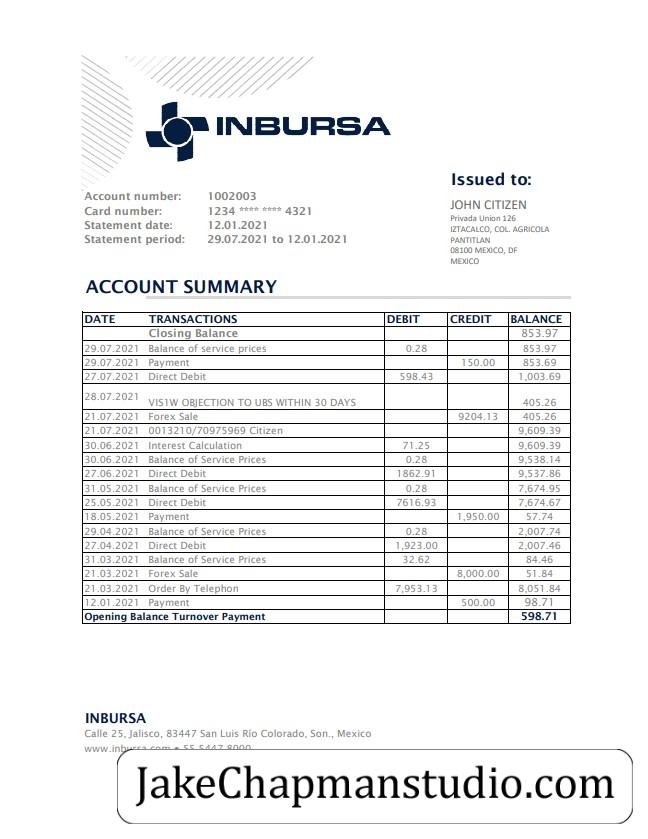 INBURSA
Issued to:
Account number: 1002003
Card number: 1234 **** **** 4321
Statement date: 12.01.2021
Statement period: 29.07.2021 to 12.01.2021
JOHN CITIZEN
Privada Union 126
IZTACALCO, COL. AGRICOLA
PANTITLAN
08100 MEXICO, DF
MEXICO
ACCOUNT SUMMARY
DATE TRANSACTIONS DEBIT CREDIT BALANCE
Closing Balance 853.97
29.07.2021 Balance of service prices 0.28 853.97
29.07.2021 Payment 150.00 853.69
27.07.2021 Direct Debit 598.43 1,003.69
28.07.2021 VIS1W OBJECTION TO UBS WITHIN 30 DAYS 405.26
21.07.2021 Forex Sale 9204.13 405.26
21.07.2021 0013210/70975969 Citizen 9,609.39
30.06.2021 Interest Calculation 71.25 9,609.39
30.06.2021 Balance of Service Prices 0.28 9,538.14
27.06.2021 Direct Debit 1862.91 9,537.86
31.05.2021 Balance of Service Prices 0.28 7,674.95
25.05.2021 Direct Debit 7616.93 7,674.67
18.05.2021 Payment 1,950.00 57.74
29.04.2021 Balance of Service Prices 0.28 2,007.74
27.04.2021 Direct Debit 1,923.00 2,007.46
31.03.2021 Balance of Service Prices 32.62 84.46
21.03.2021 Forex Sale 8,000.00 51.84
21.03.2021 Order By Telephon 7,953.13 8,051.84
12.01.2021 Payment 500.00 98.71
Opening Balance Turnover Payment 598.71
INBURSA
Calle 25, Jalisco, 83447 San Luis Río Colorado, Son., Mexico
www.inbursa.com • 55 5447 8000
JakeChapmanstudio.com